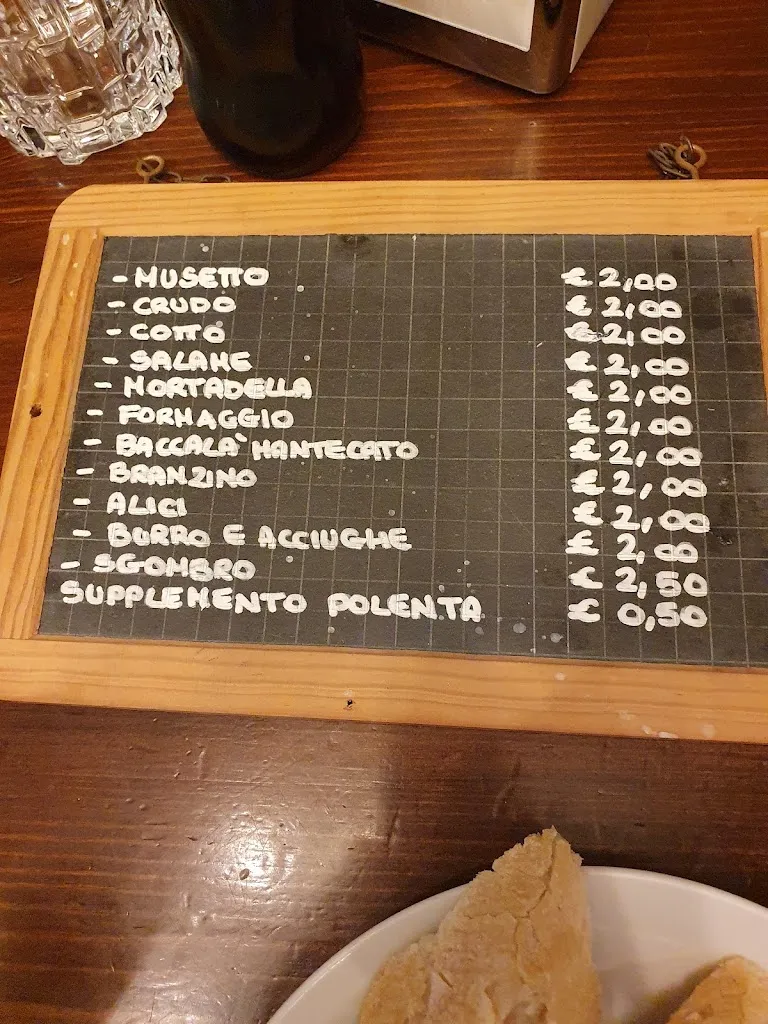 - MUSETTO € 2,00
- CRUDO € 2,00
- COTTO € 2,00
- SALAME € 2,00
- MORTADELLA € 2,00
- FORMAGGIO € 2,00
- BACCALA' MANTECATO € 2,00
- BRANZINO € 2,00
- ALICI € 2,00
- BURRO E ACCIUGHE € 2,00
- SGOMBRO € 2,50
SUPPLEMENTO POLENTA € 0,50